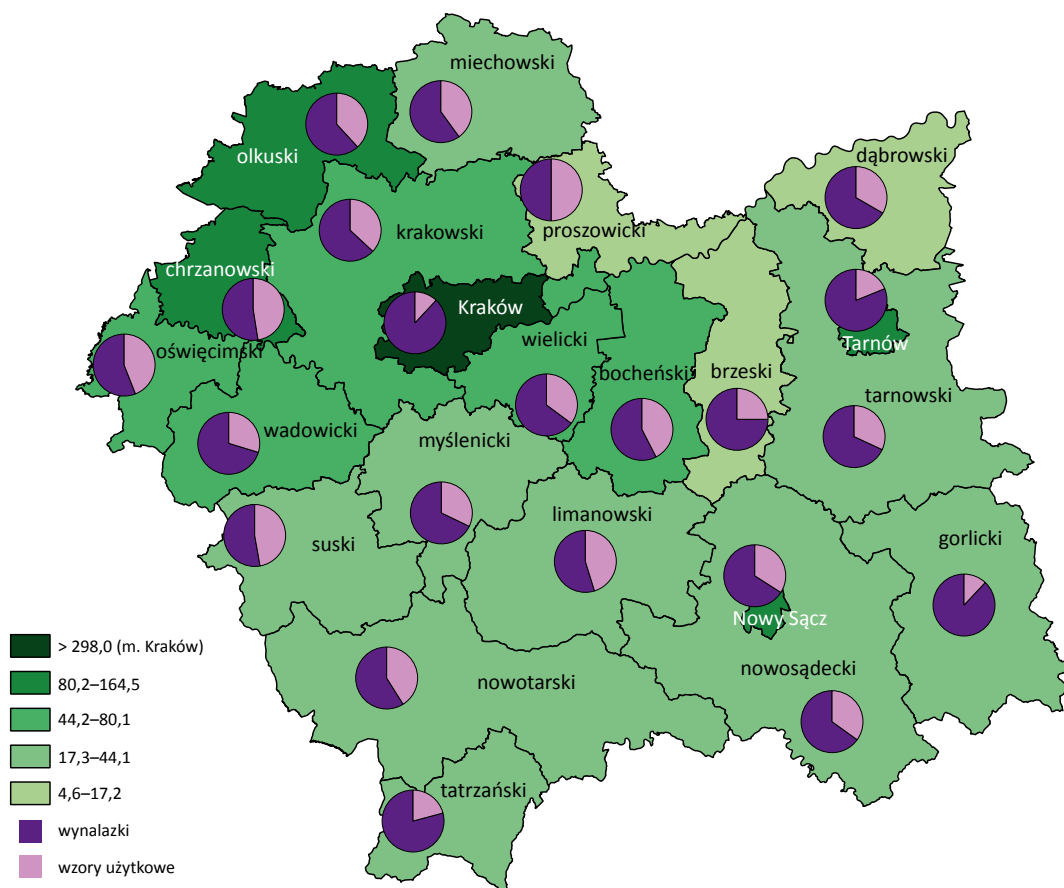 miechowski
olkuski
dąbrowski
krakowski
proszowicki
chrzanowski
Kraków
Tarnów
oświęcimski
wielicki
bocheński
brzeski
tarnowski
wadowicki
myślenicki
limanowski
suski
gorlicki
Nowy Sącz
nowosądecki
nowotarski
tatrzański
> 298,0 (m. Kraków)
80,2–164,5
44,2–80,1
17,3–44,1
4,6–17,2
wynalazki
wzory użytkowe